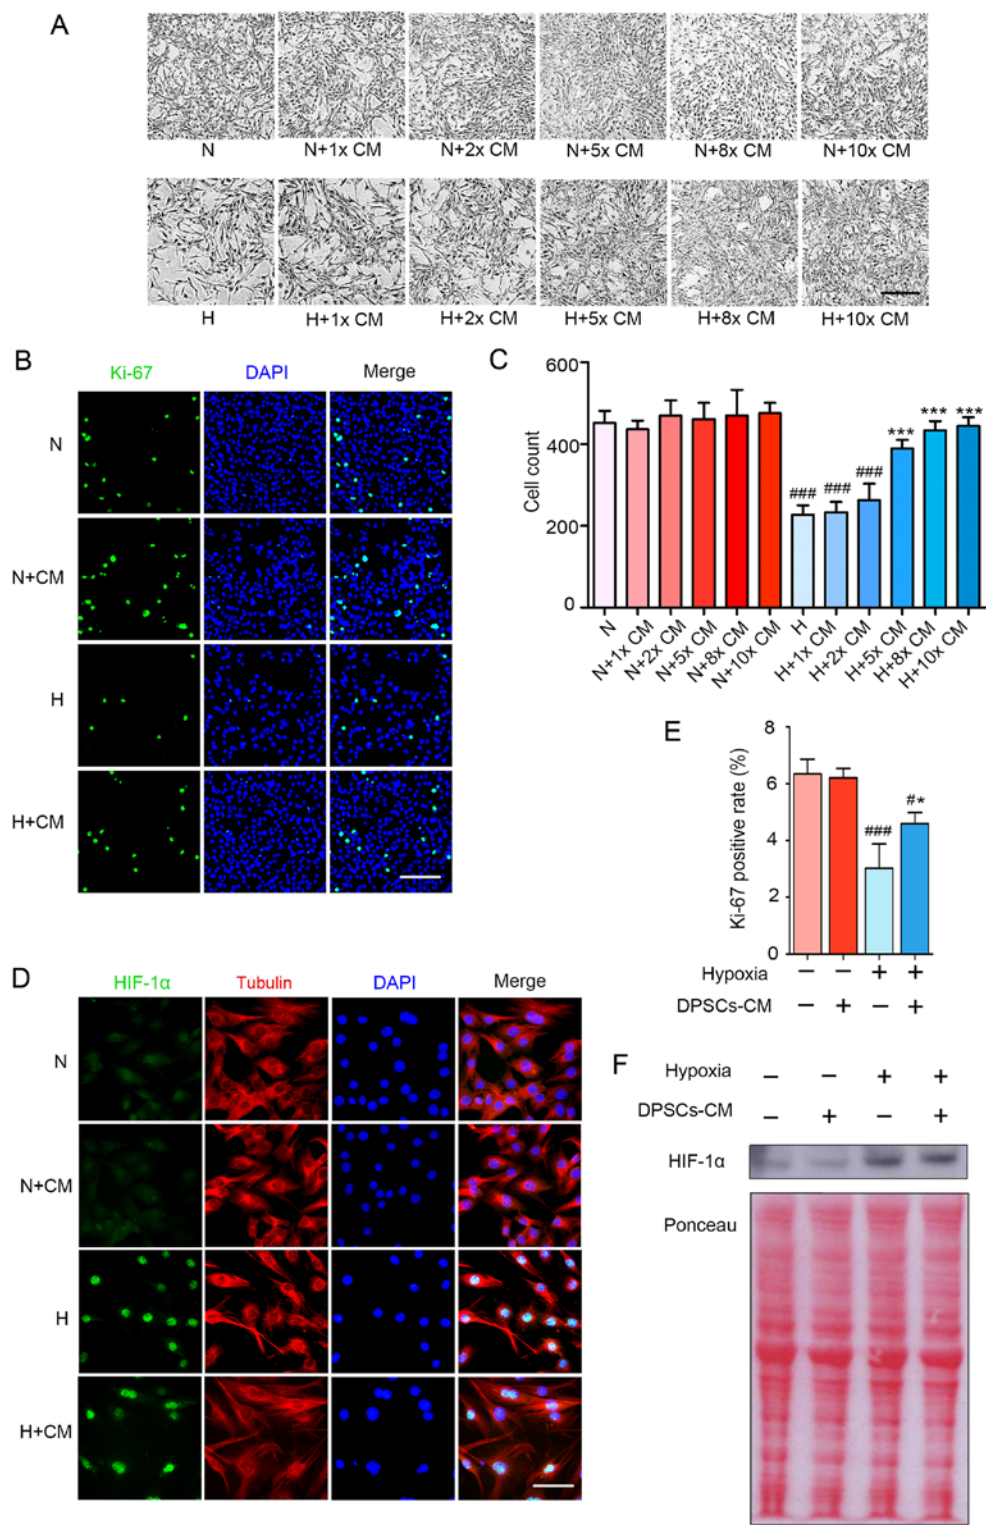 A
N N+1x CM N+2x CM N+5x CM N+8x CM N+10x CM
H H+1x CM H+2x CM H+5x CM H+8x CM H+10x CM
B
Ki-67 DAPI Merge
N
N+CM
H
H+CM
C
600
400
200
0
Cell count
### ### ### *** *** ***
N N+1x CM N+2x CM N+5x CM N+8x CM N+10x CM H H+1x CM H+2x CM H+5x CM H+8x CM H+10x CM
E
8
6
4
2
0
Ki-67 positive rate (%)
### #*
Hypoxia − − + +
DPSCs-CM − + − +
D
HIF-1α Tubulin DAPI Merge
N
N+CM
H
H+CM
F
Hypoxia − − + +
DPSCs-CM − + − +
HIF-1α
Ponceau